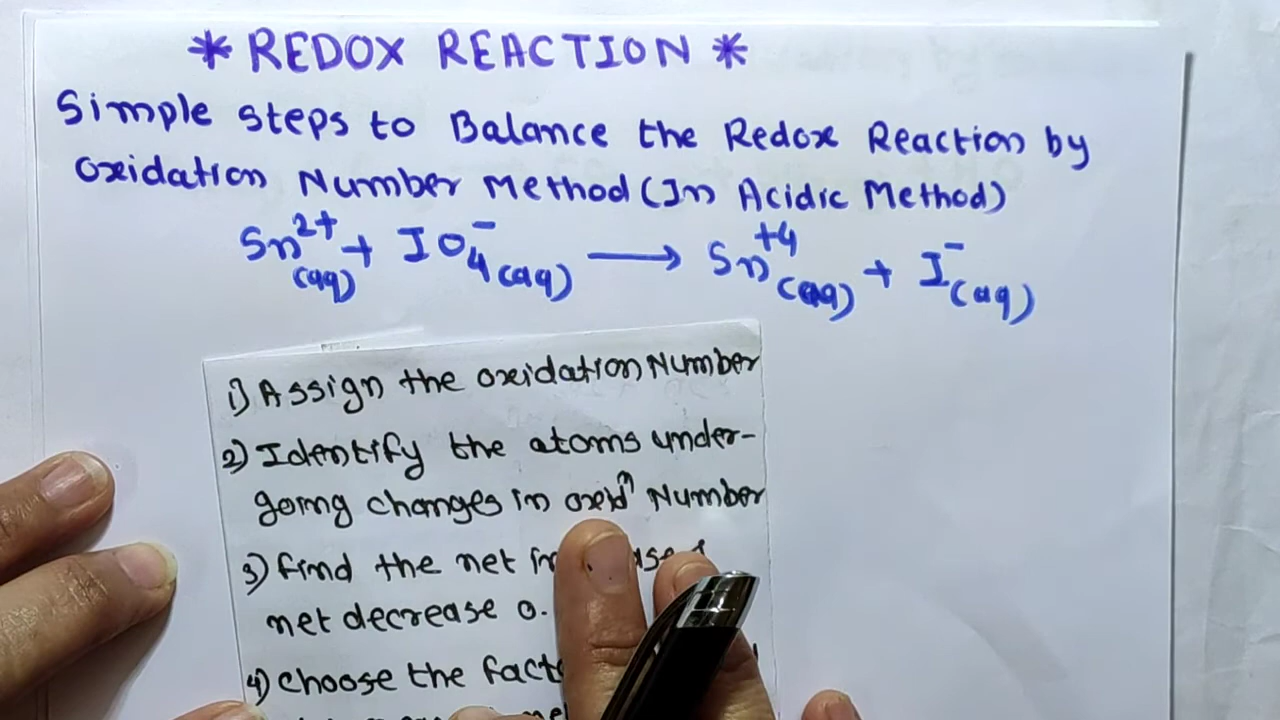 * REDOX REACTION *
Simple steps to Balance the Redox Reaction by
Oxidation Number Method (In Acidic Method)
Sn²⁺(aq) + IO₄⁻(aq) ⟶ Sn⁺⁴(aq) + I⁻(aq)
1) Assign the oxidation Number
2) Identify the atoms under-
going changes in oxidⁿ Number
3) find the net
net decrease o.
4) choose the